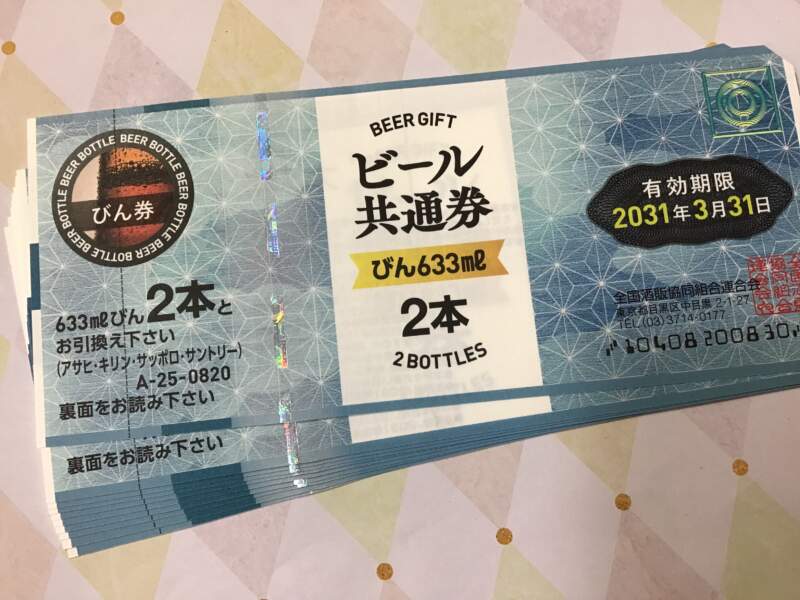 BEER BOTTLE BEER BOTTLE BEER BOTTLE BEER BOTTLE
びん券
633mlびん2本と
お引換え下さい
(アサヒ・キリン・サッポロ・サントリー)
A-25-0820
裏面をお読み下さい
BEER GIFT
ビール
共通券
びん633ml
2本
2 BOTTLES
有効期限
2031年3月31日
全国酒販協同組合連合会
東京都目黒区中目黒 2-1-27
TEL (03) 3714-0177
10408200830
裏面をお読み下さい